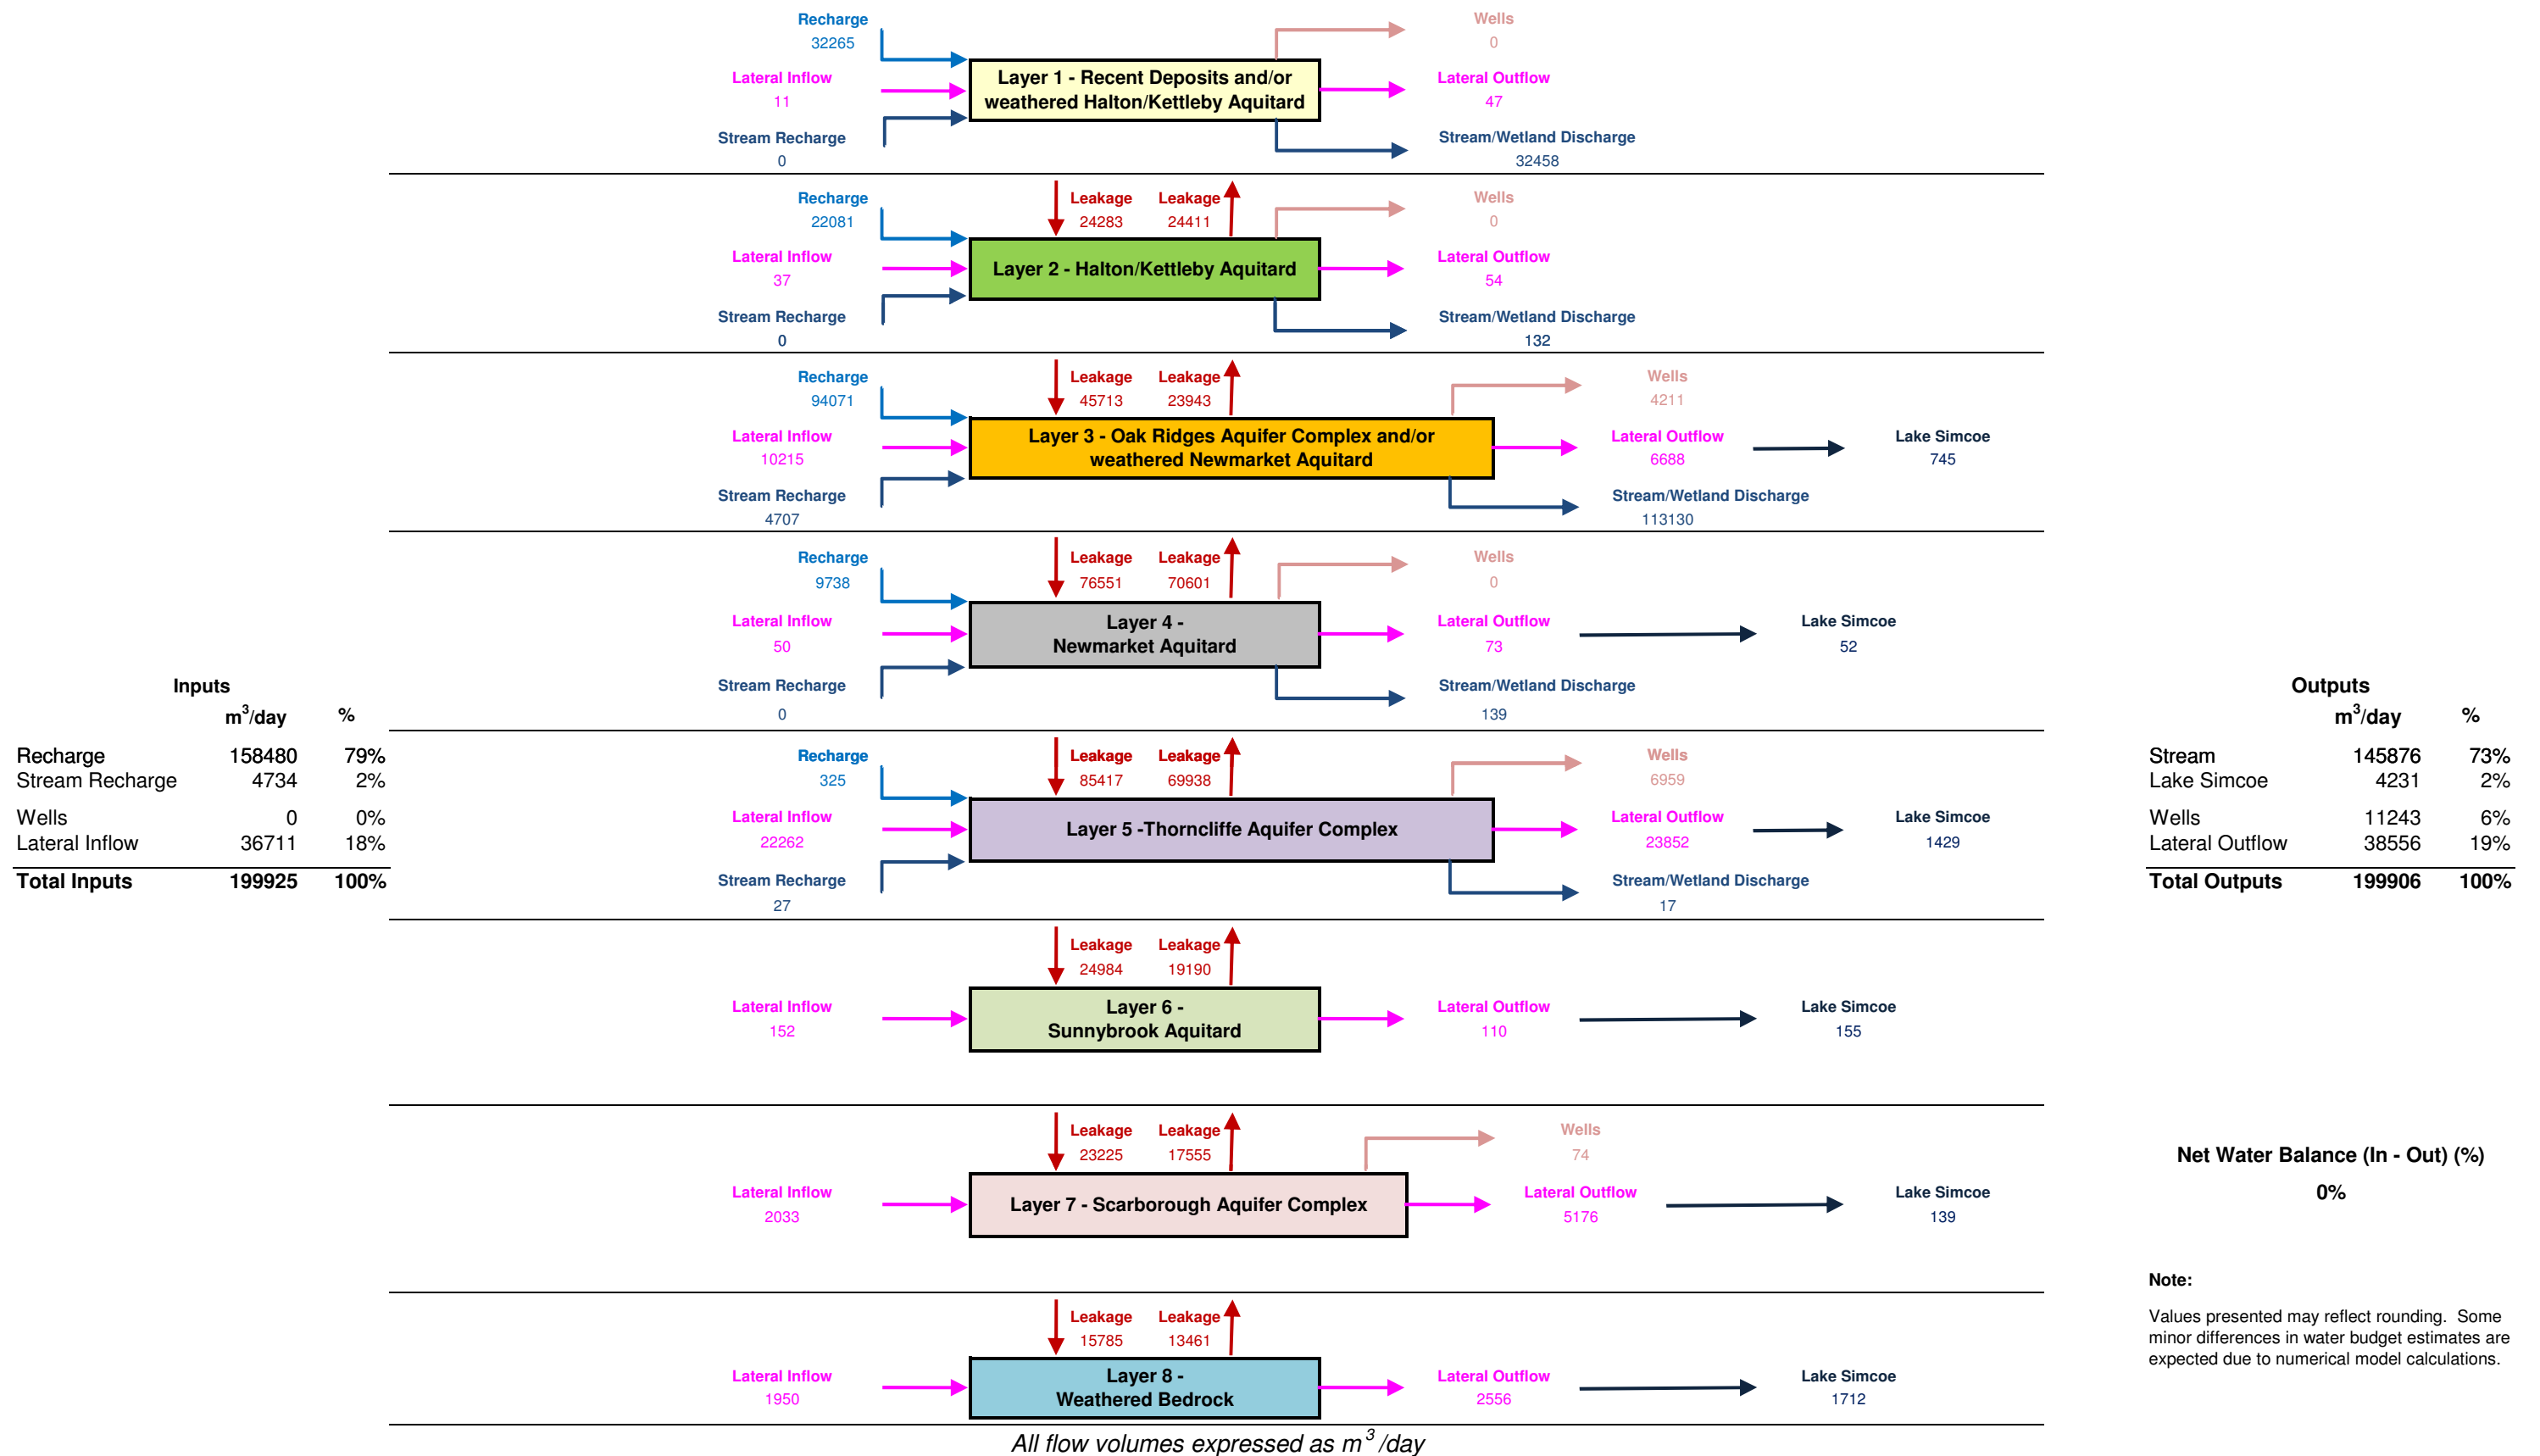 Recharge
32265
Wells
0
Lateral Inflow
11
Layer 1 - Recent Deposits and/or
weathered Halton/Kettleby Aquitard
Lateral Outflow
47
Stream Recharge
0
Stream/Wetland Discharge
32458
Recharge
22081
Leakage Leakage
24283 24411
Wells
0
Lateral Inflow
37
Layer 2 - Halton/Kettleby Aquitard
Lateral Outflow
54
Stream Recharge
0
Stream/Wetland Discharge
132
Recharge
94071
Leakage Leakage
45713 23943
Wells
4211
Lateral Inflow
10215
Layer 3 - Oak Ridges Aquifer Complex and/or
weathered Newmarket Aquitard
Lateral Outflow
6688
Lake Simcoe
745
Stream Recharge
4707
Stream/Wetland Discharge
113130
Recharge
9738
Leakage Leakage
76551 70601
Wells
0
Lateral Inflow
50
Layer 4 -
Newmarket Aquitard
Lateral Outflow
73
Lake Simcoe
52
Stream Recharge
0
Stream/Wetland Discharge
139
Inputs
m³/day %
Recharge 158480 79%
Stream Recharge 4734 2%
Wells 0 0%
Lateral Inflow 36711 18%
Total Inputs 199925 100%
Recharge
325
Leakage Leakage
85417 69938
Wells
6959
Lateral Inflow
22262
Layer 5 -Thorncliffe Aquifer Complex
Lateral Outflow
23852
Lake Simcoe
1429
Stream Recharge
27
Stream/Wetland Discharge
17
Outputs
m³/day %
Stream 145876 73%
Lake Simcoe 4231 2%
Wells 11243 6%
Lateral Outflow 38556 19%
Total Outputs 199906 100%
Leakage Leakage
24984 19190
Lateral Inflow
152
Layer 6 -
Sunnybrook Aquitard
Lateral Outflow
110
Lake Simcoe
155
Leakage Leakage
23225 17555
Wells
74
Lateral Inflow
2033
Layer 7 - Scarborough Aquifer Complex
Lateral Outflow
5176
Lake Simcoe
139
Net Water Balance (In - Out) (%)
0%
Leakage Leakage
15785 13461
Lateral Inflow
1950
Layer 8 -
Weathered Bedrock
Lateral Outflow
2556
Lake Simcoe
1712
Note:
Values presented may reflect rounding. Some
minor differences in water budget estimates are
expected due to numerical model calculations.
All flow volumes expressed as m³/day